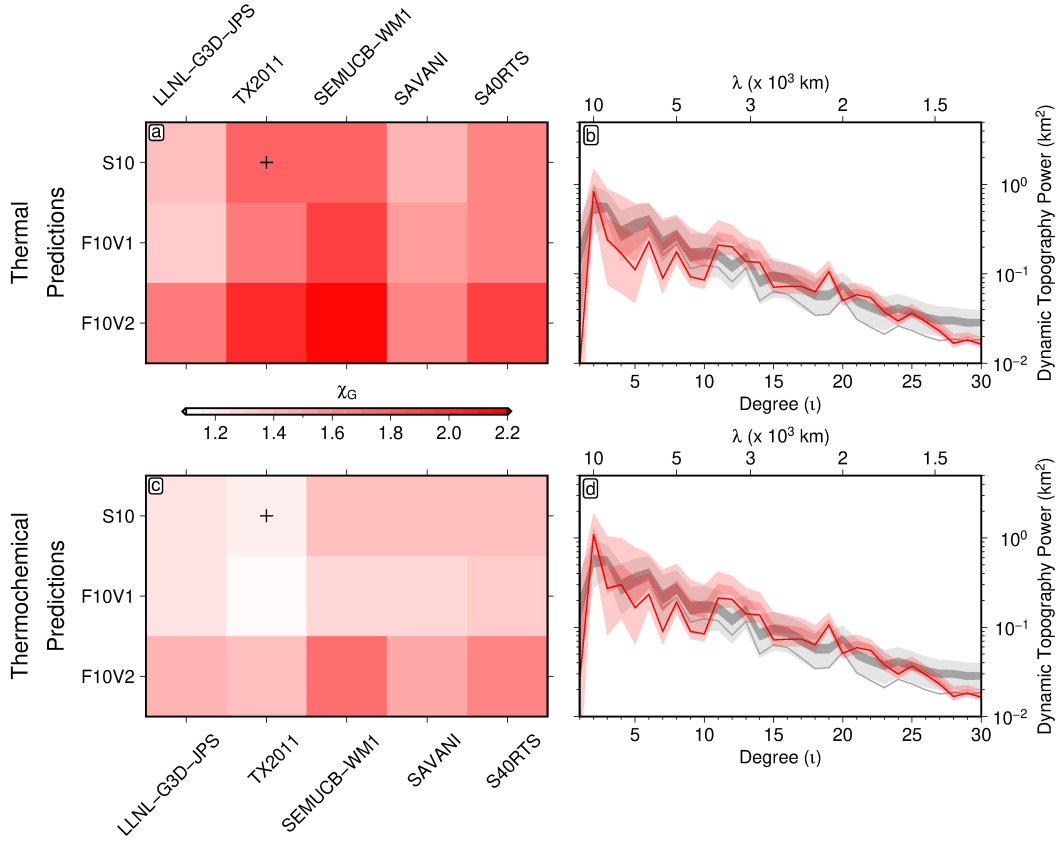 LLNL−G3D−JPS
TX2011
SEMUCB−WM1
SAVANI
S40RTS
a
S10
F10V1
F10V2
Thermal
Predictions
χG
1.2 1.4 1.6 1.8 2.0 2.2
λ (x 10³ km)
10 5 3 2 1.5
b
10⁰
10⁻¹
10⁻²
Dynamic Topography Power (km²)
5 10 15 20 25 30
Degree (ι)
c
S10
F10V1
F10V2
Thermochemical
Predictions
LLNL−G3D−JPS
TX2011
SEMUCB−WM1
SAVANI
S40RTS
λ (x 10³ km)
10 5 3 2 1.5
d
10⁰
10⁻¹
10⁻²
Dynamic Topography Power (km²)
5 10 15 20 25 30
Degree (ι)